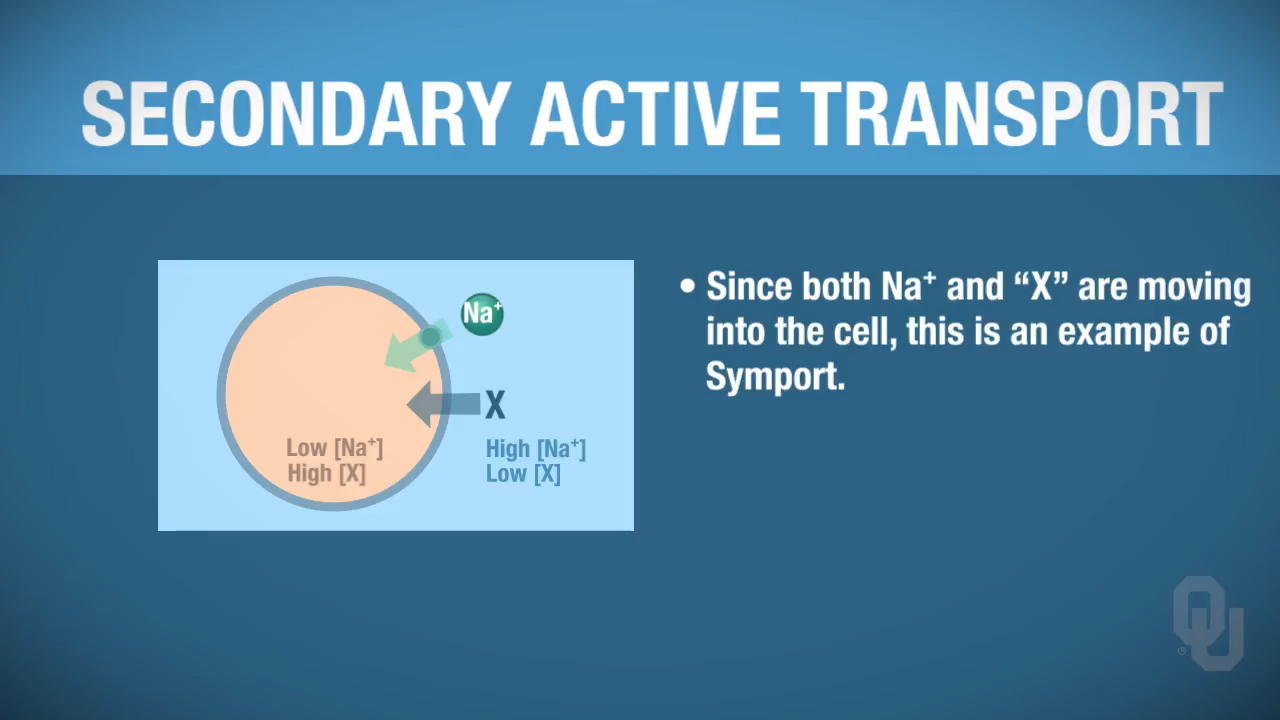 SECONDARY ACTIVE TRANSPORT
Na⁺
X
Low [Na⁺]
High [X]
High [Na⁺]
Low [X]
• Since both Na⁺ and “X” are moving
into the cell, this is an example of
Symport.
OU
®